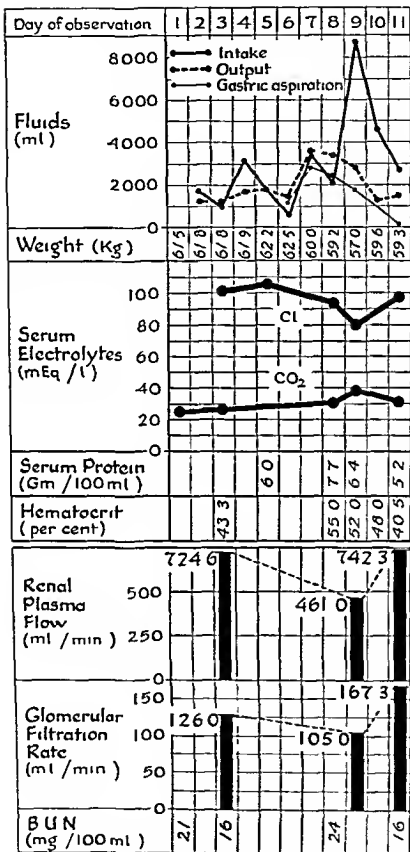 Day of observation 1 2 3 4 5 6 7 8 9 10 11
Intake
Output
Gastric aspiration
8000
6000
Fluids
(ml)
4000
2000
0
Weight (Kg) 61 5 61 8 61 8 61 9 62 2 62 5 60 0 59 2 57 0 59 6 59 3
100
80
Cl
Serum
Electrolytes
(mEq/l)
60
CO2
40
20
0
Serum Protein
(Gm/100 ml)
6 0 7 7 6 4 5 2
Hematocrit
(per cent)
43 3 55 0 52 0 48 0 40 5
724 6 742 3
Renal
Plasma
Flow
(ml/min)
500
461 0
250
0
167 3
150
Glomerular
Filtration
Rate
(ml/min)
126 0
105 0
100
50
0
BUN
(mg/100 ml)
21 16 24 16